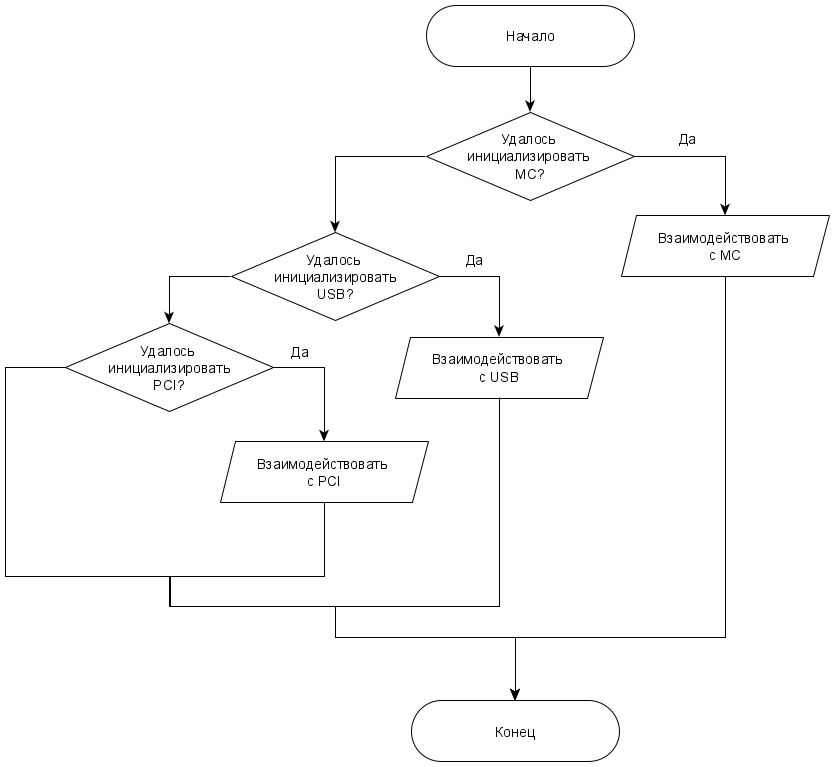 Начало
Удалось
инициализировать
МС?
Да
Взаимодействовать
с МС
Удалось
инициализировать
USB?
Да
Взаимодействовать
с USB
Удалось
инициализировать
PCI?
Да
Взаимодействовать
с PCI
Конец